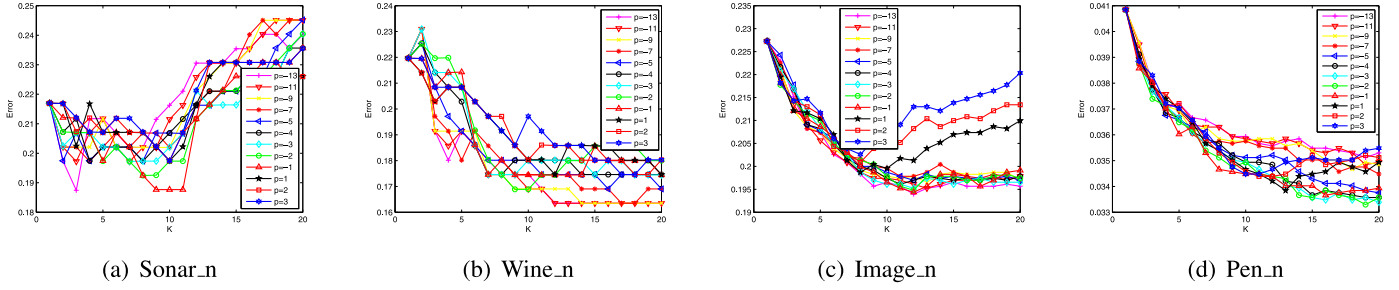 0.25
0.24
0.23
0.22
0.21
0.2
0.19
0.18
Error
0 5 10 15 20
K
p=−13
p=−11
p=−9
p=−7
p=−5
p=−4
p=−3
p=−2
p=−1
p=1
p=2
p=3
(a) Sonar_n
0.24
0.23
0.22
0.21
0.2
0.19
0.18
0.17
0.16
Error
0 5 10 15 20
K
p=−13
p=−11
p=−9
p=−7
p=−5
p=−4
p=−3
p=−2
p=−1
p=1
p=2
p=3
(b) Wine_n
0.235
0.23
0.225
0.22
0.215
0.21
0.205
0.2
0.195
0.19
Error
0 5 10 15 20
K
p=−13
p=−11
p=−9
p=−7
p=−5
p=−4
p=−3
p=−2
p=−1
p=1
p=2
p=3
(c) Image_n
0.041
0.04
0.039
0.038
0.037
0.036
0.035
0.034
0.033
Error
0 5 10 15 20
K
p=−13
p=−11
p=−9
p=−7
p=−5
p=−4
p=−3
p=−2
p=−1
p=1
p=2
p=3
(d) Pen_n